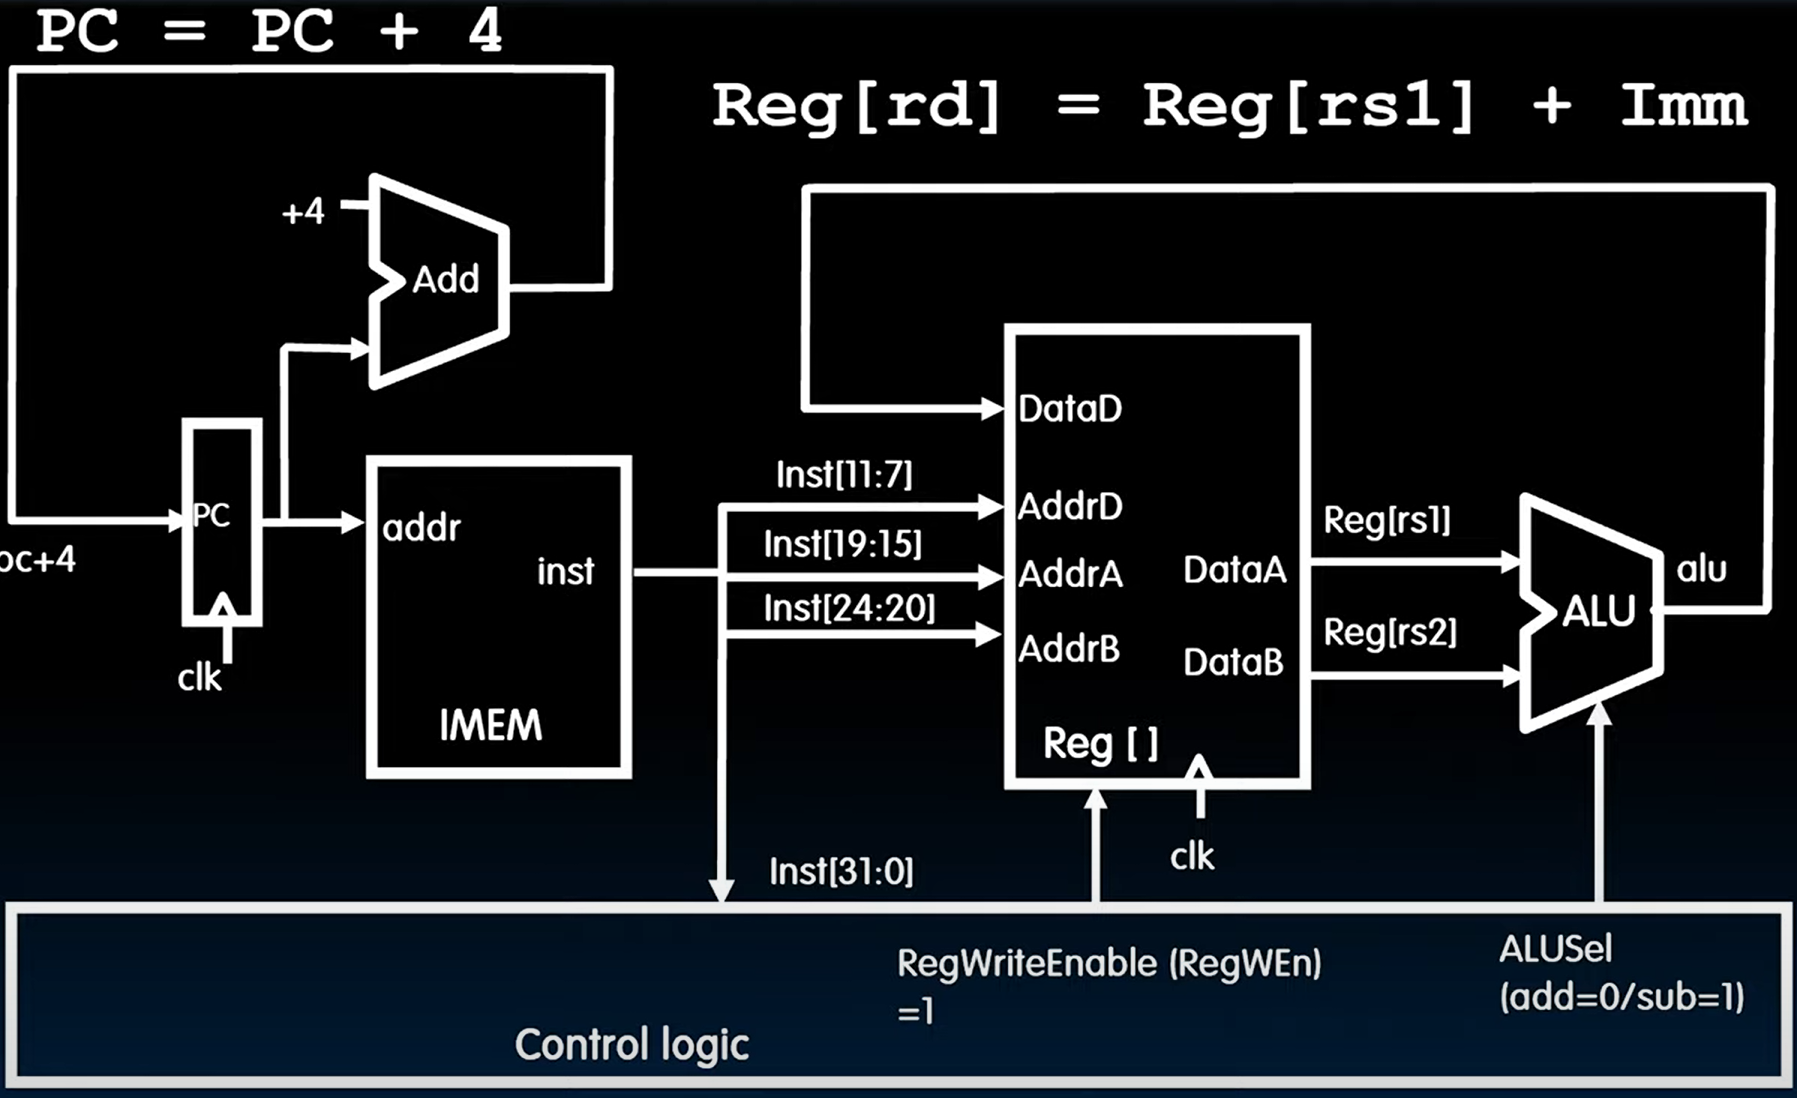 PC = PC + 4
Reg[rd] = Reg[rs1] + Imm
+4
Add
DataD
Inst[11:7]
AddrD
Inst[19:15]
AddrA
Inst[24:20]
AddrB
PC
addr
inst
IMEM
pc+4
clk
DataA
DataB
Reg [ ]
clk
Reg[rs1]
Reg[rs2]
ALU
alu
Inst[31:0]
RegWriteEnable (RegWEn)
=1
ALUSel
(add=0/sub=1)
Control logic